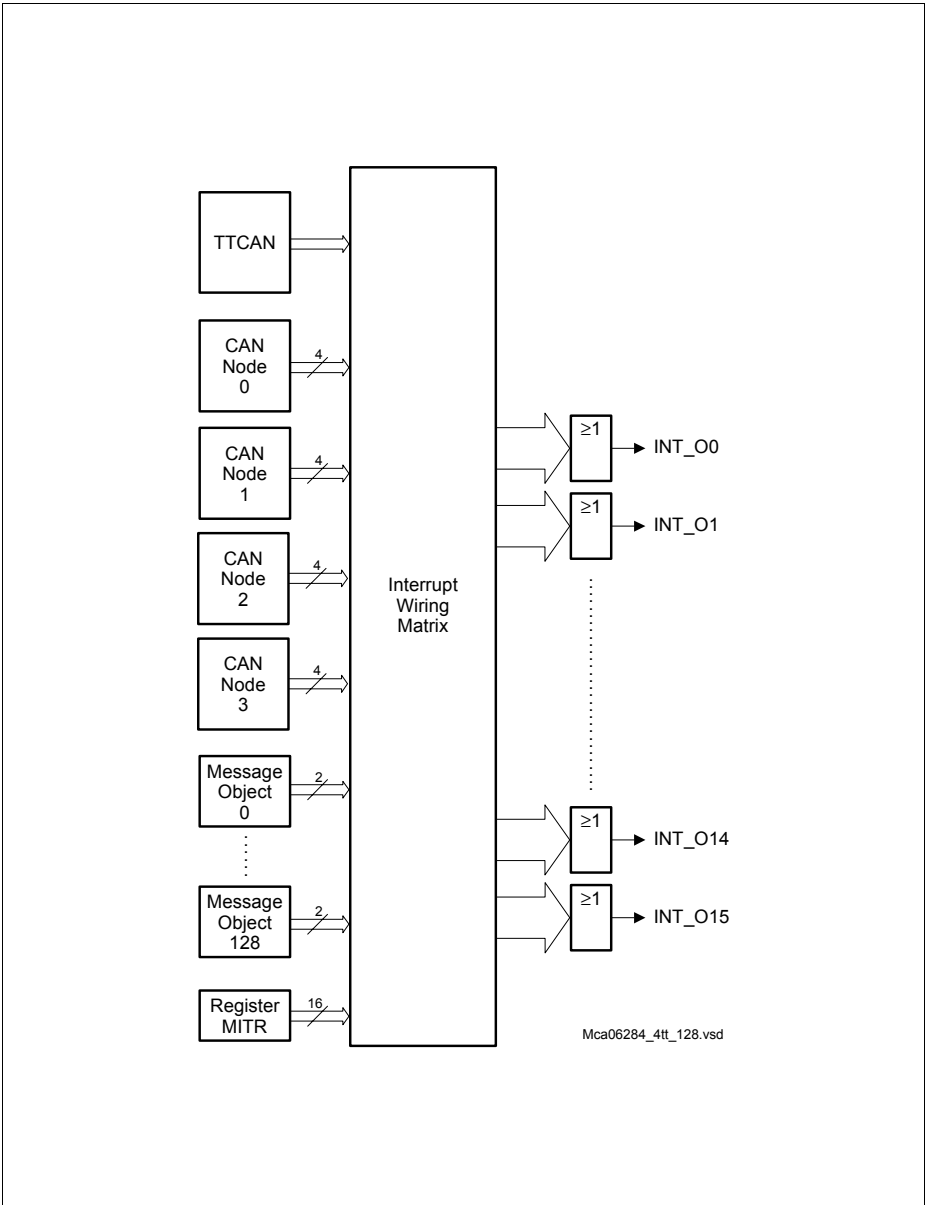 TTCAN
CAN
Node
0
4
CAN
Node
1
4
CAN
Node
2
4
CAN
Node
3
4
Message
Object
0
2
Message
Object
128
2
Register
MITR
16
Interrupt
Wiring
Matrix
≥1
INT_O0
≥1
INT_O1
≥1
INT_O14
≥1
INT_O15
Mca06284_4tt_128.vsd